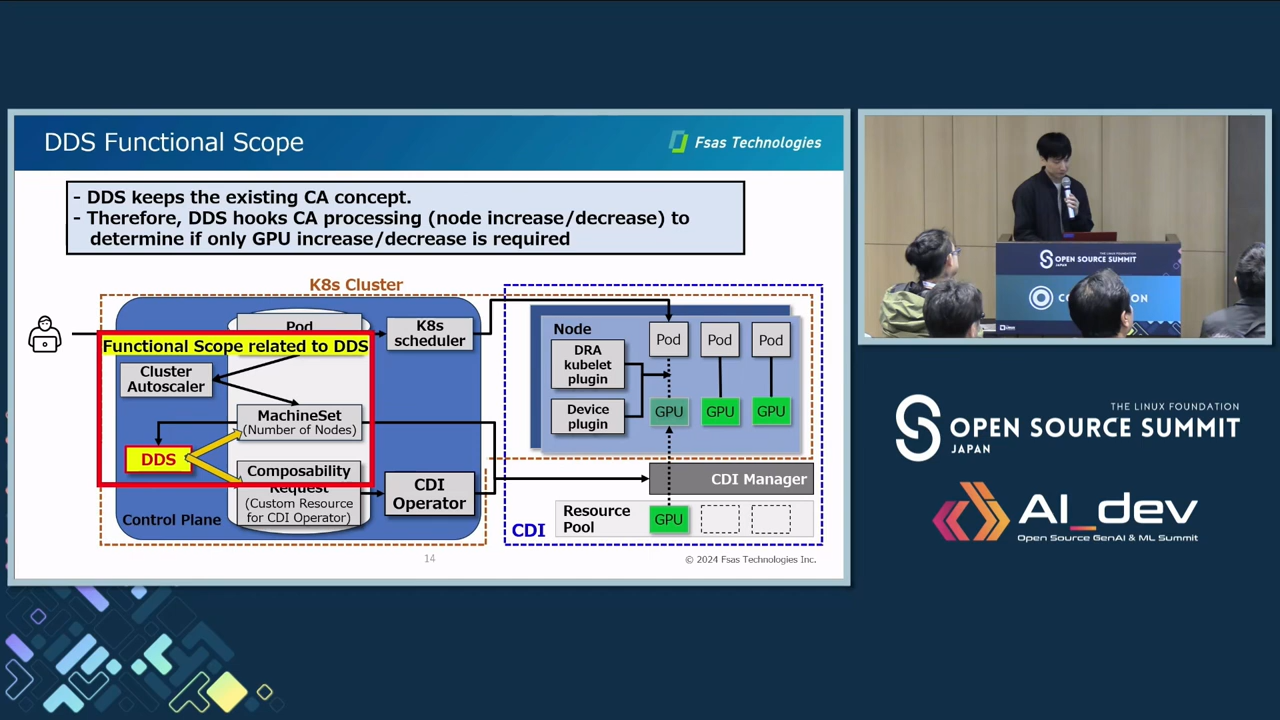 DDS Functional Scope
Fsas Technologies
- DDS keeps the existing CA concept.
- Therefore, DDS hooks CA processing (node increase/decrease) to
determine if only GPU increase/decrease is required
K8s Cluster
Pod
K8s
scheduler
Functional Scope related to DDS
Cluster
Autoscaler
MachineSet
(Number of Nodes)
DDS
Composability
Request
(Custom Resource
for CDI Operator)
CDI
Operator
Control Plane
Node
DRA
kubelet
plugin
Device
plugin
Pod
Pod
Pod
GPU
GPU
GPU
CDI Manager
Resource
Pool
GPU
CDI
14
© 2024 Fsas Technologies Inc.
THE LINUX FOUNDATION
OPEN SOURCE SUMMIT
JAPAN
THE LINUX FOUNDATION
OPEN SOURCE SUMMIT
JAPAN
AI_dev
Open Source GenAI & ML Summit